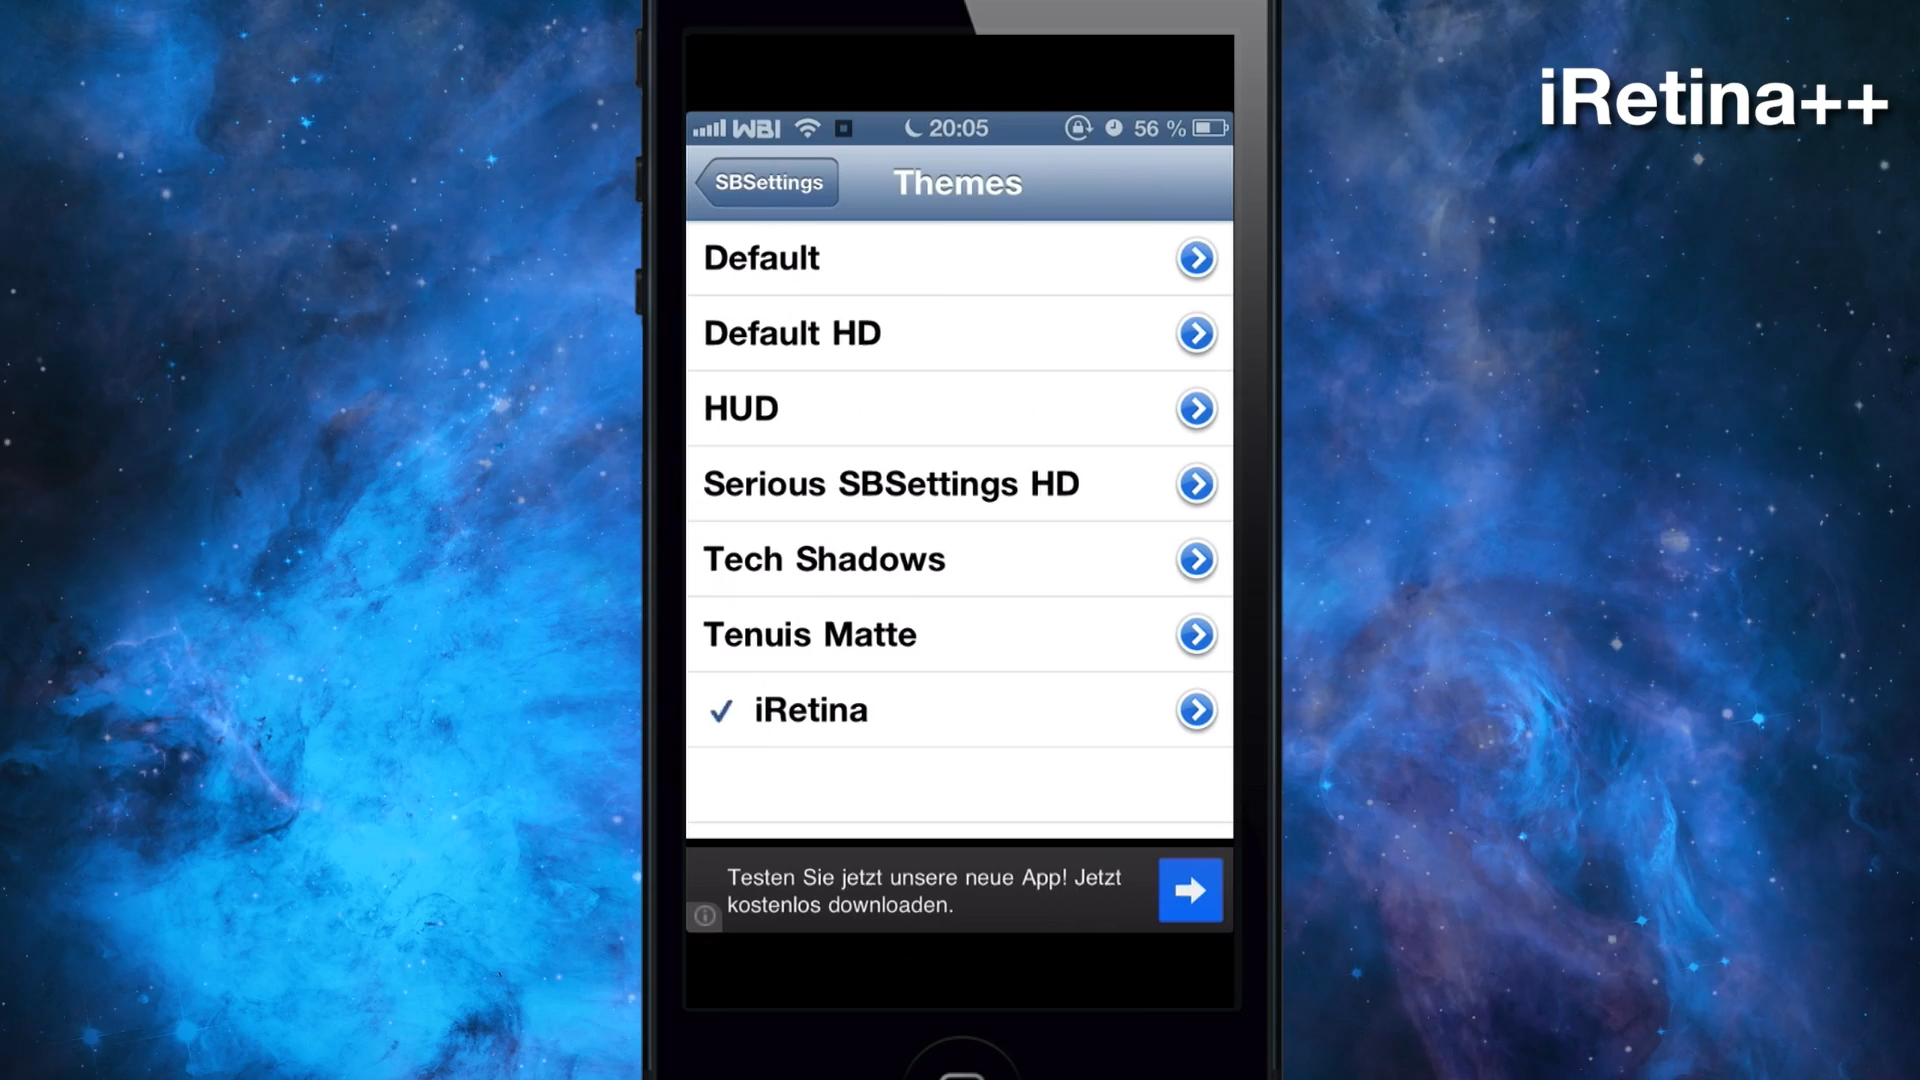 iRetina++
WBI 20:05 56 %
SBSettings Themes
Default
Default HD
HUD
Serious SBSettings HD
Tech Shadows
Tenuis Matte
iRetina
Testen Sie jetzt unsere neue App! Jetzt
kostenlos downloaden.